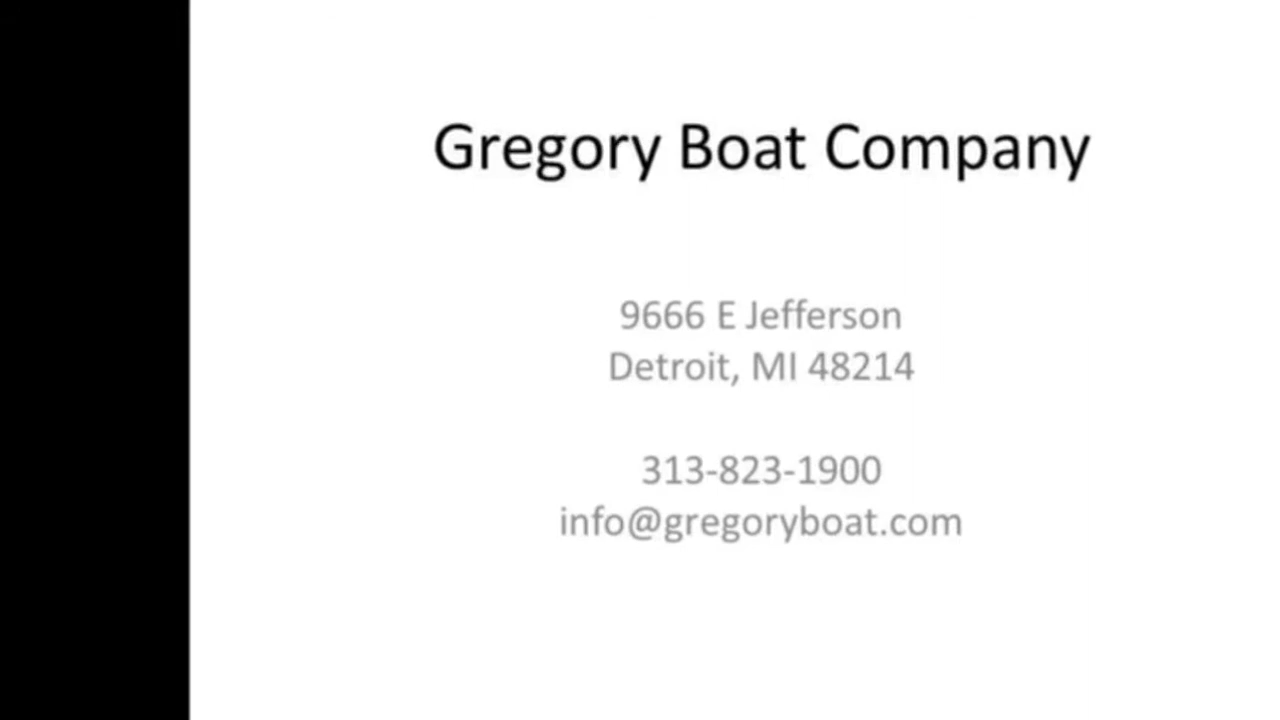 Gregory Boat Company
9666 E Jefferson
Detroit, MI 48214
313-823-1900
info@gregoryboat.com